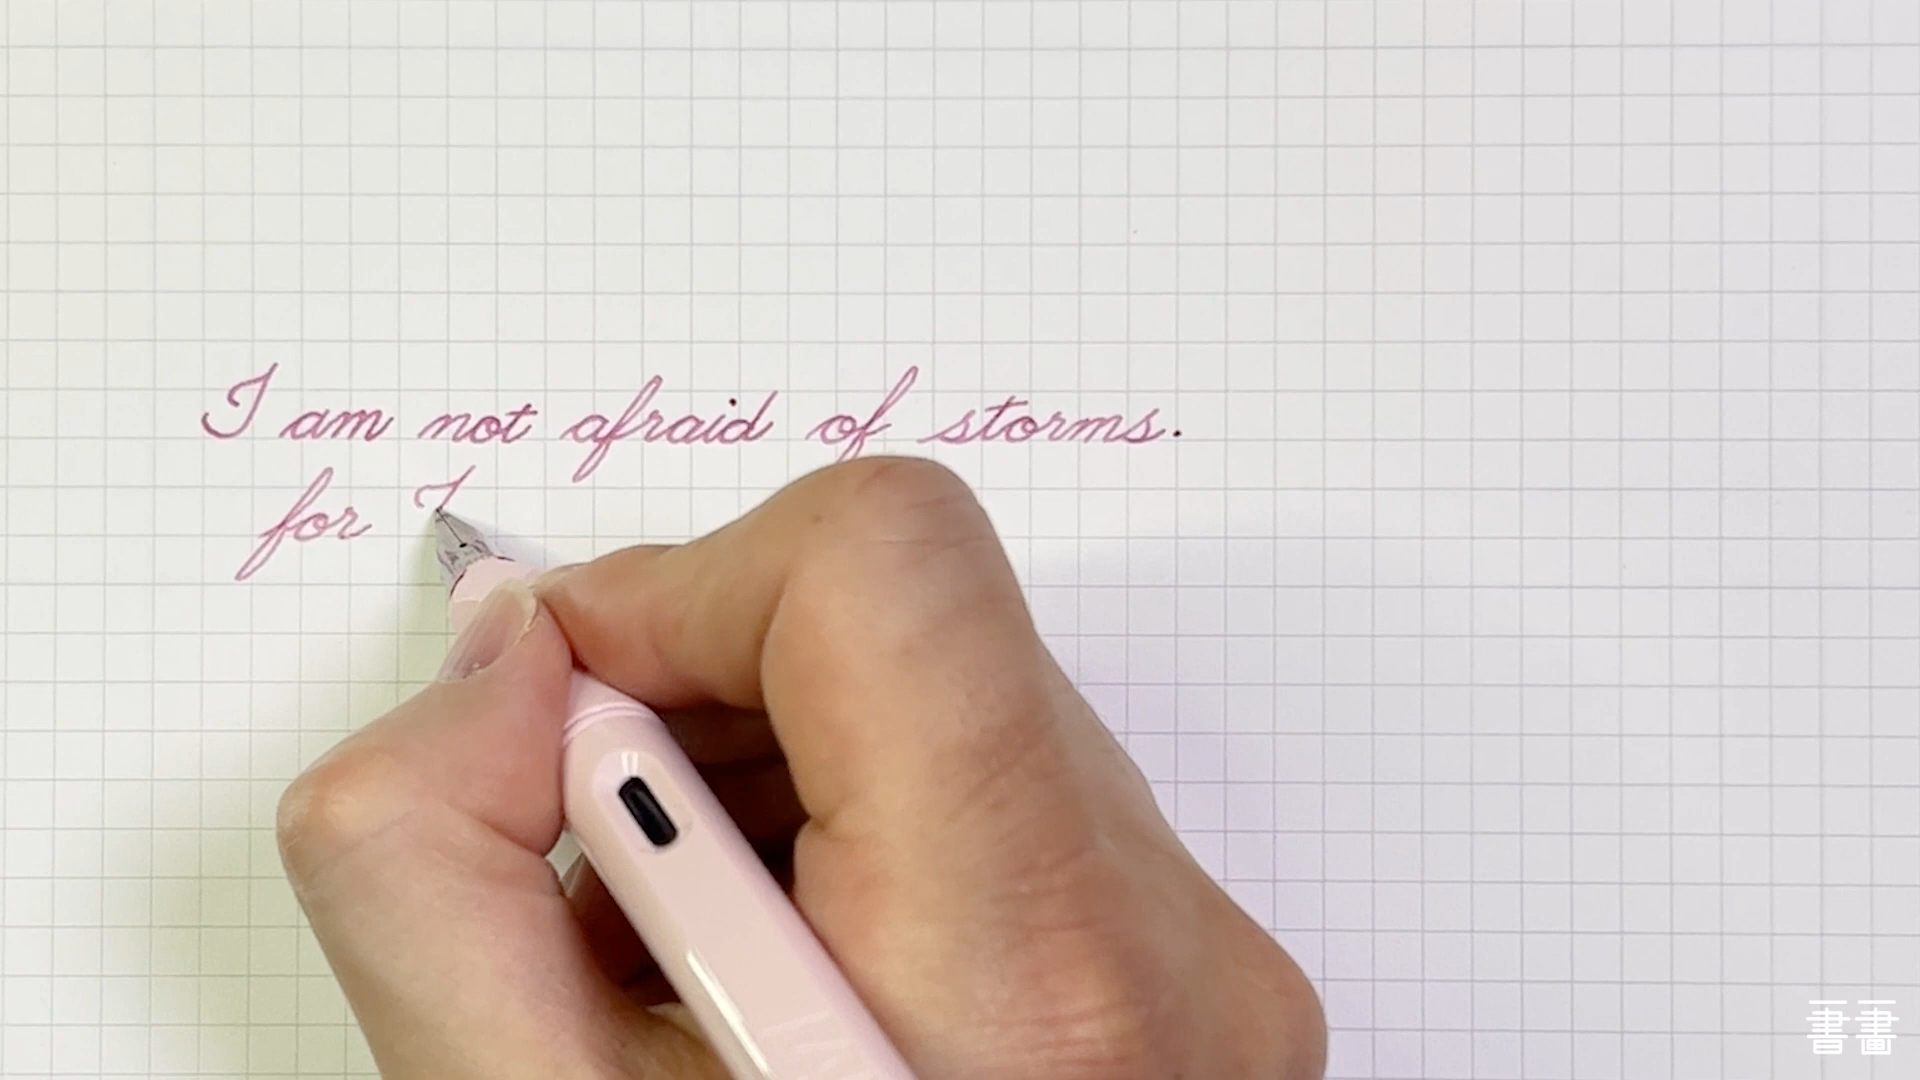 I am not afraid of storms.
for I
書畫